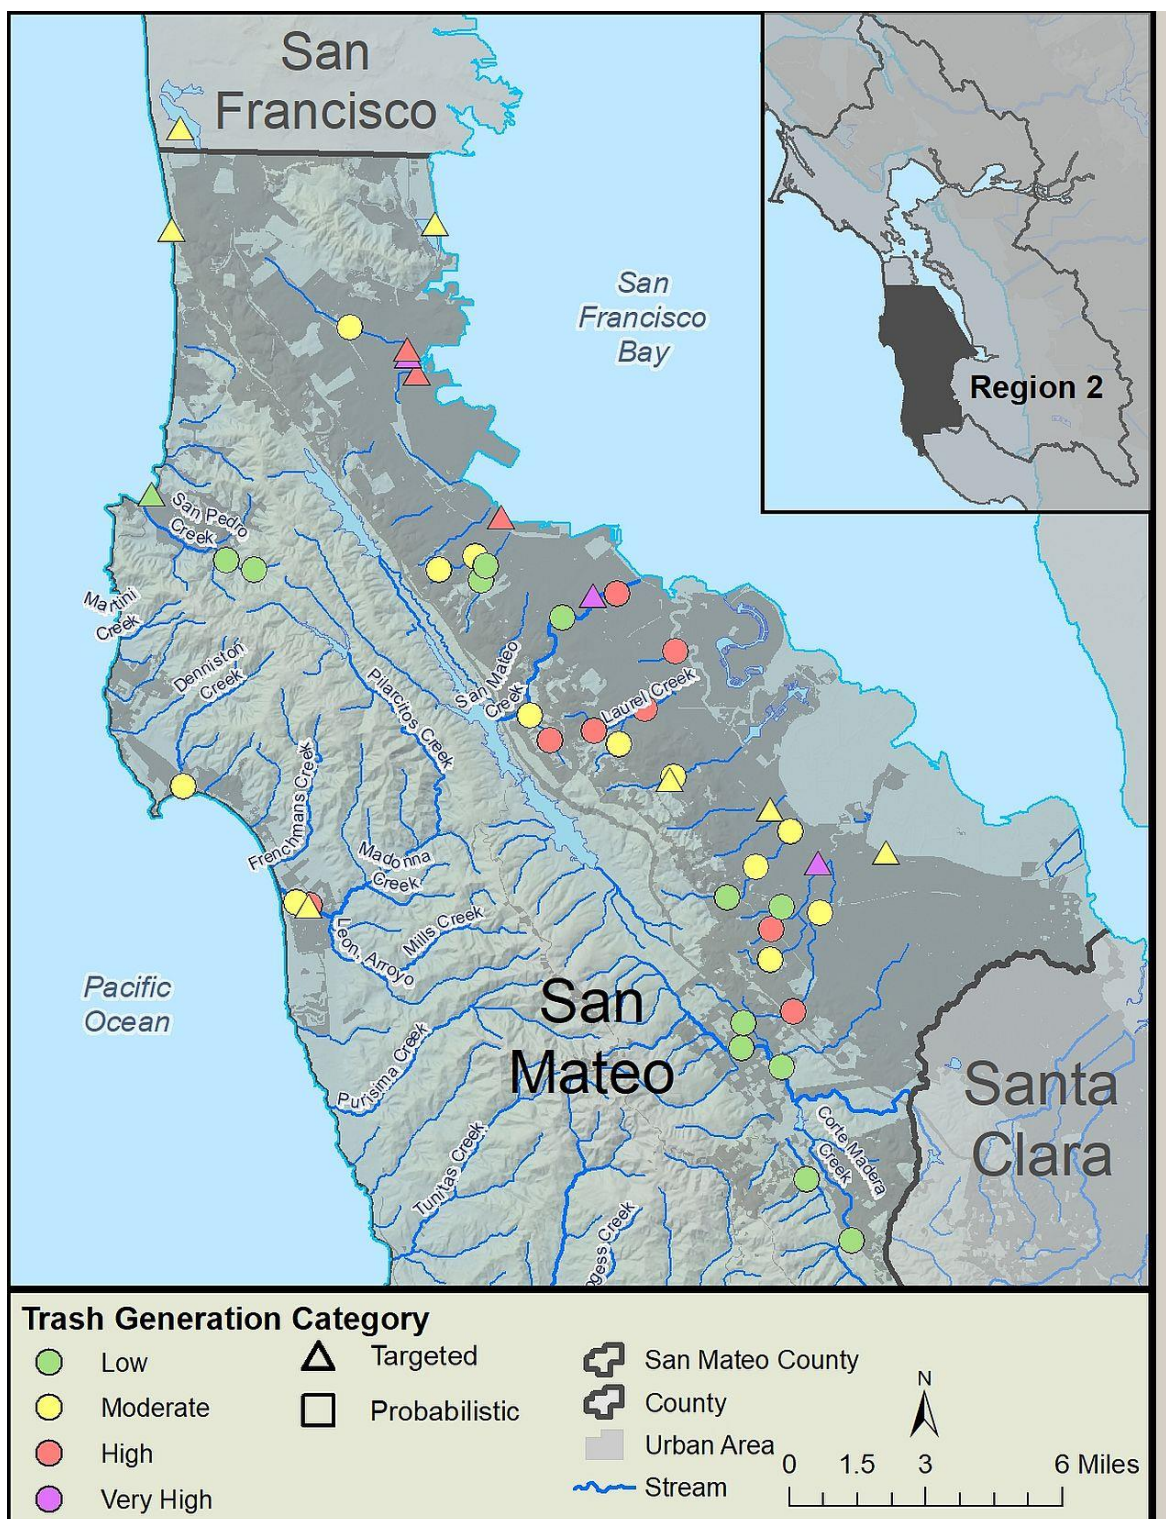 San
Francisco
San
Francisco
Bay
Region 2
San Pedro
Creek
Martini
Creek
Denniston
Creek
Pilarcitos Creek
San Mateo
Creek
Laurel Creek
Frenchmans Creek
Madonna
Creek
Mills Creek
Leon, Arroyo
Pacific
Ocean
San
Mateo
Purisima Creek
Santa
Clara
Tunitas Creek
Corte Madera
Creek
ogess Creek
Trash Generation Category
Low
Moderate
High
Very High
Targeted
Probabilistic
San Mateo County
County
Urban Area
Stream
N
0 1.5 3 6 Miles